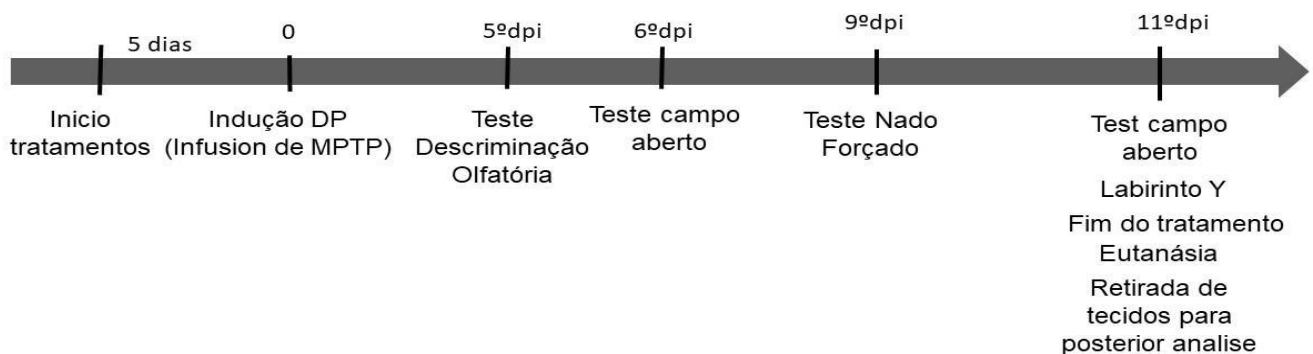 5 dias
0
5ºdpi
6ºdpi
9ºdpi
11ºdpi
Inicio
tratamentos
Indução DP
(Infusion de MPTP)
Teste
Descriminação
Olfatória
Teste campo
aberto
Teste Nado
Forçado
Test campo
aberto
Labirinto Y
Fim do tratamento
Eutanásia
Retirada de
tecidos para
posterior analise